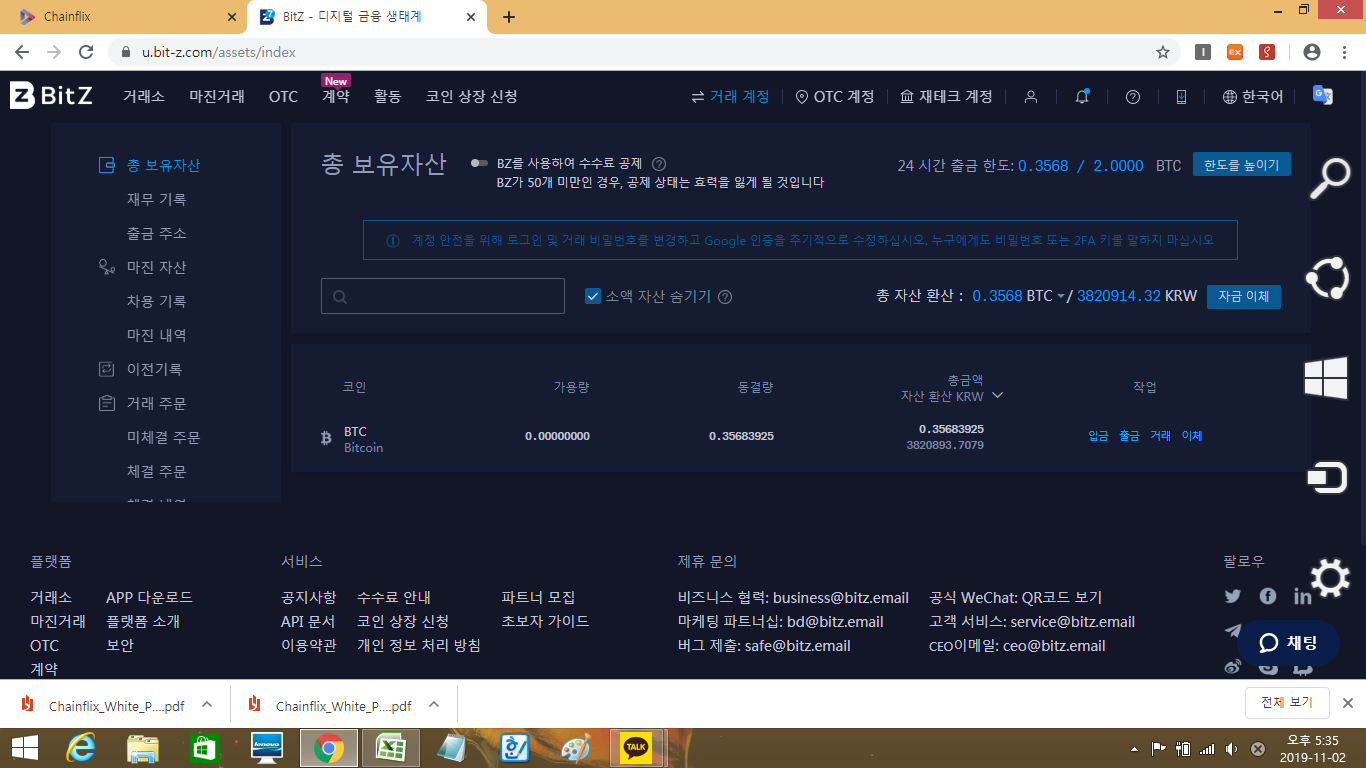 Chainflix
BitZ - 디지털 금융 생태계
u.bit-z.com/assets/index
BitZ 거래소 마진거래 OTC 계약 New 활동 코인 상장 신청 거래 계정 OTC 계정 재테크 계정 한국어
총 보유자산
재무 기록
출금 주소
마진 자산
차용 기록
마진 내역
이전기록
거래 주문
미체결 주문
체결 주문
총 보유자산
BZ를 사용하여 수수료 공제
BZ가 50개 미만인 경우, 공제 상태는 효력을 잃게 될 것입니다
24 시간 출금 한도: 0.3568 / 2.0000 BTC 한도를 높이기
계정 안전을 위해 로그인 및 거래 비밀번호를 변경하고 Google 인증을 주기적으로 수정하십시오. 누구에게도 비밀번호 또는 2FA 키를 말하지 마십시오
소액 자산 숨기기 총 자산 환산 : 0.3568 BTC / 3820914.32 KRW 자금 이체
코인 가용량 동결량 총금액 작업
자산 환산 KRW
BTC 0.00000000 0.35683925 0.35683925 입금 출금 거래 이체
Bitcoin 3820893.7079
플랫폼 서비스 제휴 문의 팔로우
거래소 APP 다운로드 공지사항 수수료 안내 파트너 모집 비즈니스 협력: business@bitz.email 공식 WeChat: QR코드 보기
마진거래 플랫폼 소개 API 문서 코인 상장 신청 초보자 가이드 마케팅 파트너십: bd@bitz.email 고객 서비스: service@bitz.email
OTC 보안 이용약관 개인 정보 처리 방침 버그 제출: safe@bitz.email CEO이메일: ceo@bitz.email
계약
채팅
Chainflix_White_P....pdf Chainflix_White_P....pdf 전체 보기
lenovo
TALK
오후 5:35
2019-11-02